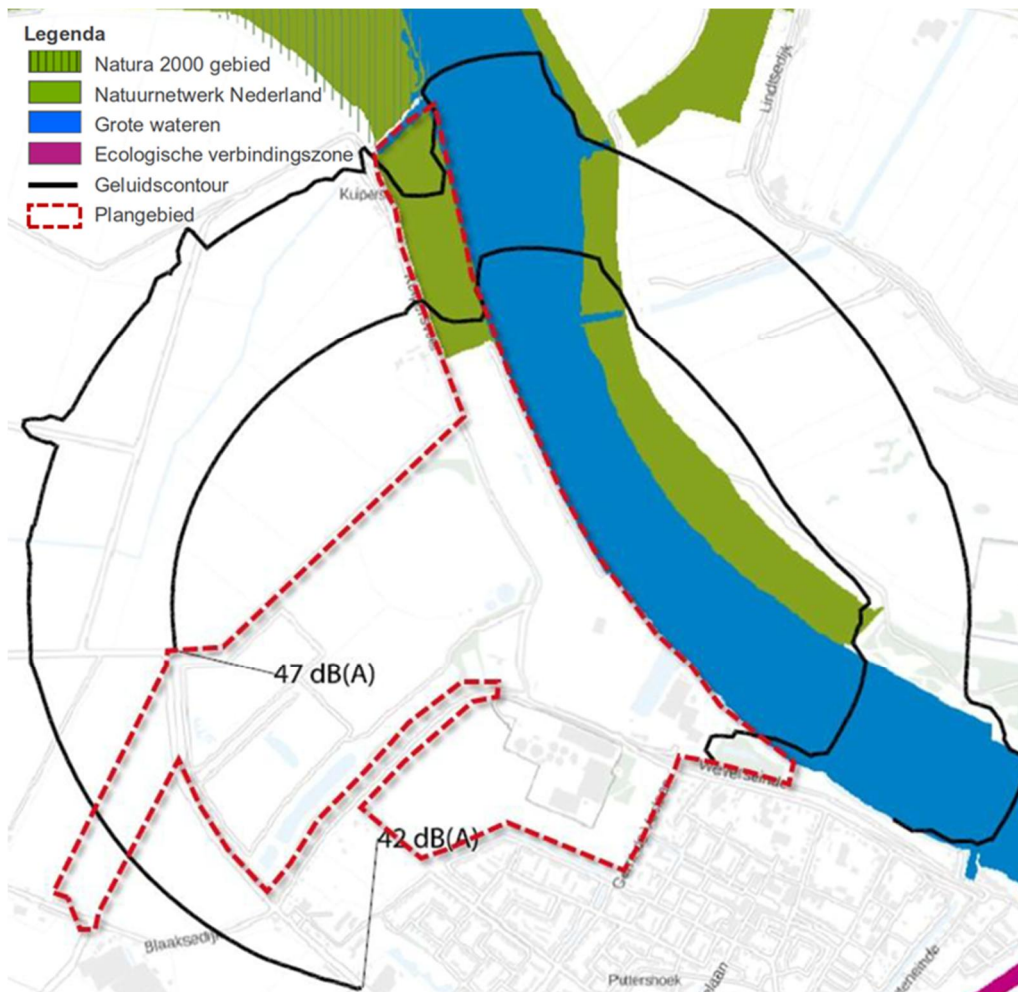 Legenda
Natura 2000 gebied
Natuurnetwerk Nederland
Grote wateren
Ecologische verbindingszone
Geluidscontour
Plangebied
Lindtsedijk
Kuipers
47 dB(A)
42 dB(A)
Weverseinde
Blaaksedijk
Puttershoek